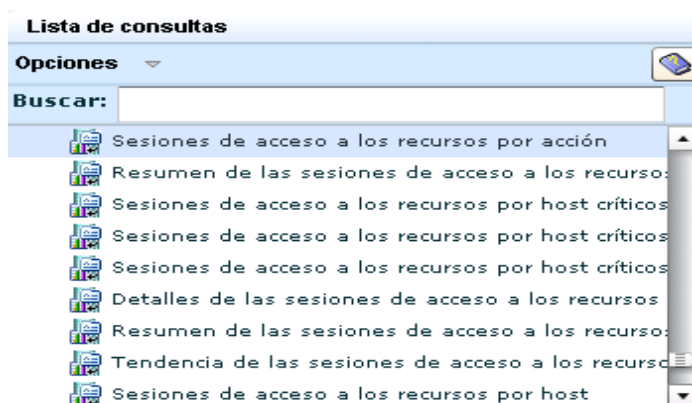 Lista de consultas
Opciones
Buscar:
Sesiones de acceso a los recursos por acción
Resumen de las sesiones de acceso a los
Sesiones de acceso a los recursos por host críticos
Sesiones de acceso a los recursos por host críticos
Sesiones de acceso a los recursos por host críticos
Detalles de las sesiones de acceso a los recursos
Resumen de las sesiones de acceso a los
Tendencia de las sesiones de acceso a los
Sesiones de acceso a los recursos por host